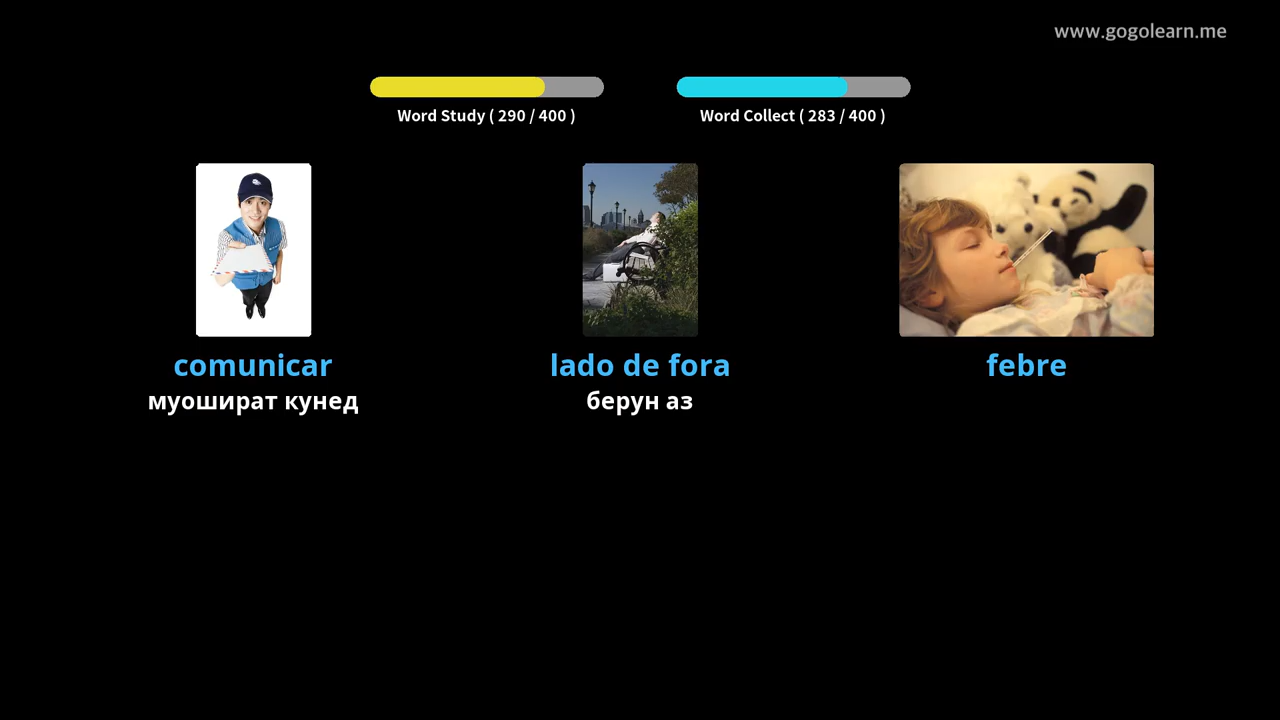 www.gogolearn.me
Word Study ( 290 / 400 )
Word Collect ( 283 / 400 )
comunicar
муошират кунед
lado de fora
берун аз
febre